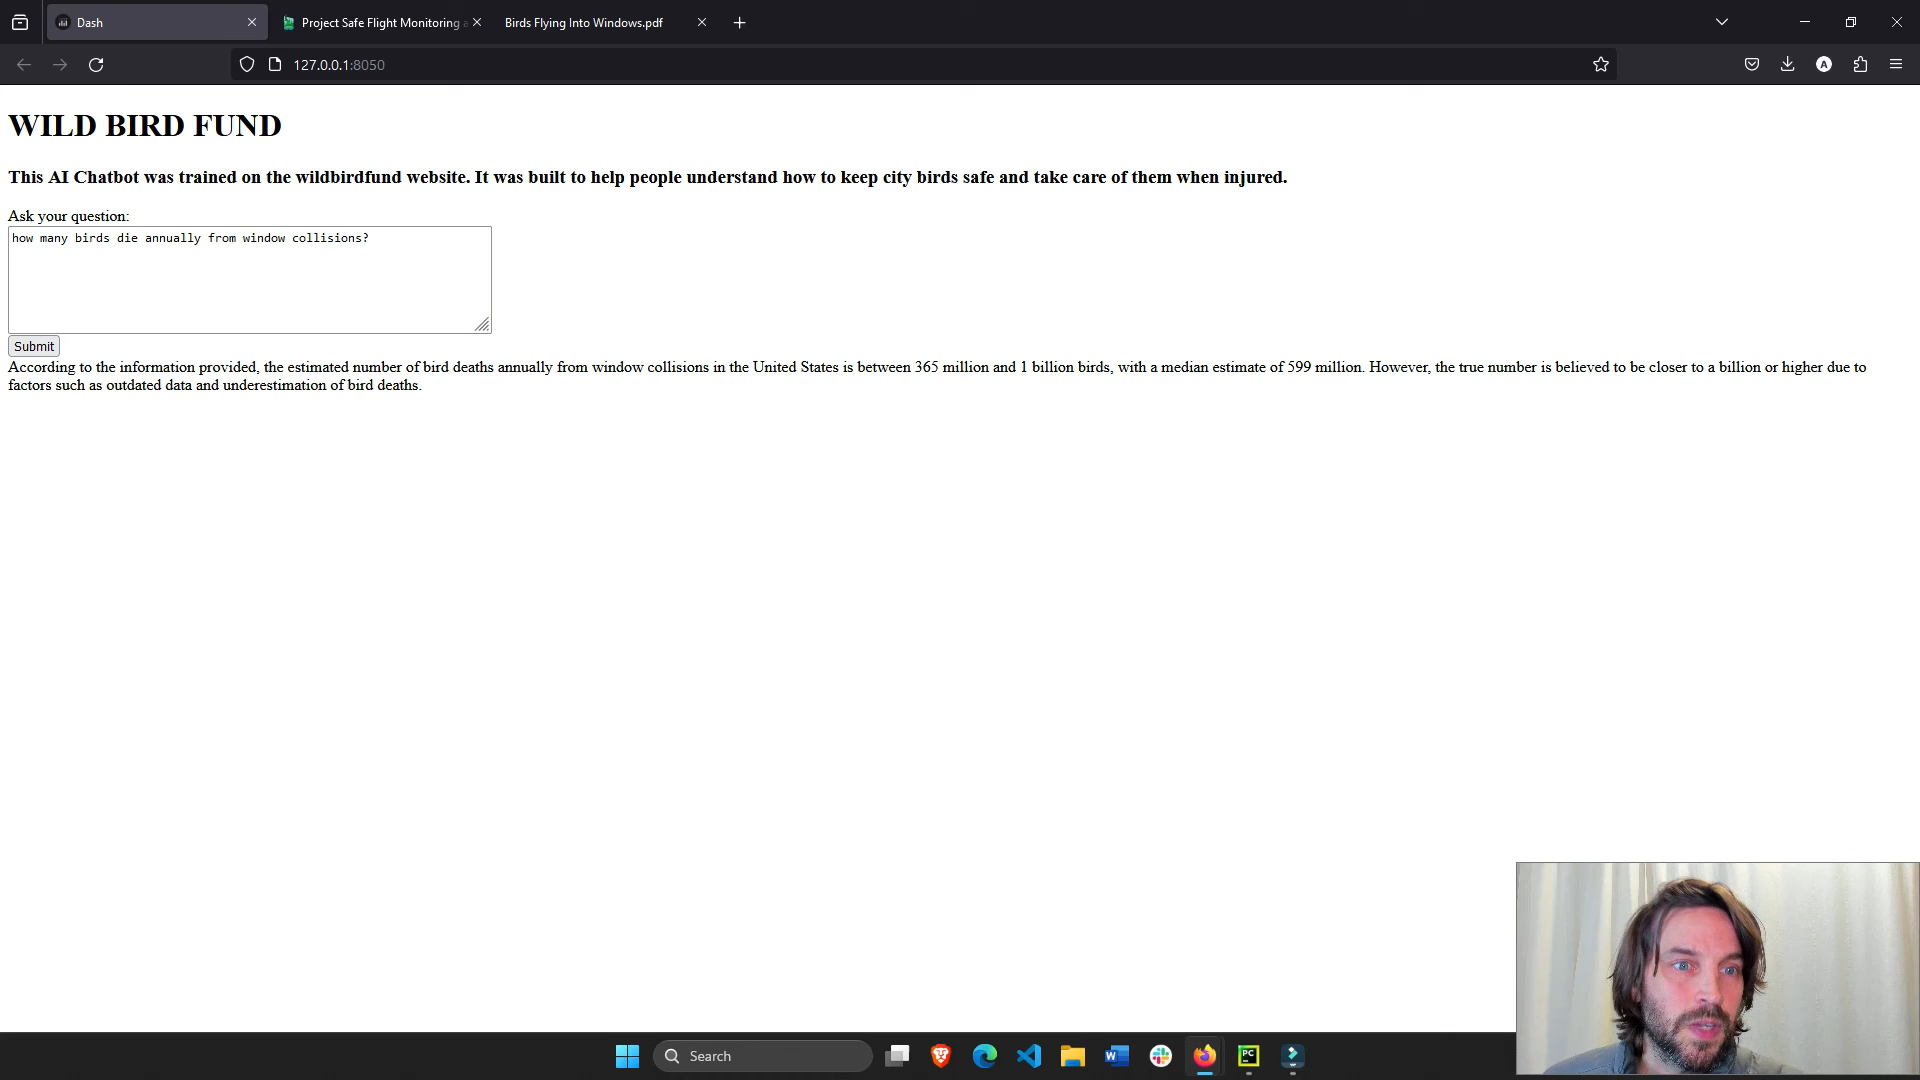 Dash
Project Safe Flight Monitoring
Birds Flying Into Windows.pdf
127.0.0.1:8050
A
WILD BIRD FUND
This AI Chatbot was trained on the wildbirdfund website. It was built to help people understand how to keep city birds safe and take care of them when injured.
Ask your question:
how many birds die annually from window collisions?
Submit
According to the information provided, the estimated number of bird deaths annually from window collisions in the United States is between 365 million and 1 billion birds, with a median estimate of 599 million. However, the true number is believed to be closer to a billion or higher due to
factors such as outdated data and underestimation of bird deaths.
Search
W
PC